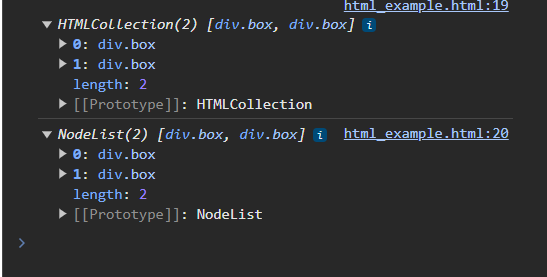 html_example.html:19
▼ HTMLCollection(2) [div.box, div.box] i
▶ 0: div.box
▶ 1: div.box
length: 2
▶ [[Prototype]]: HTMLCollection
▼ NodeList(2) [div.box, div.box] i html_example.html:20
▶ 0: div.box
▶ 1: div.box
length: 2
▶ [[Prototype]]: NodeList
>